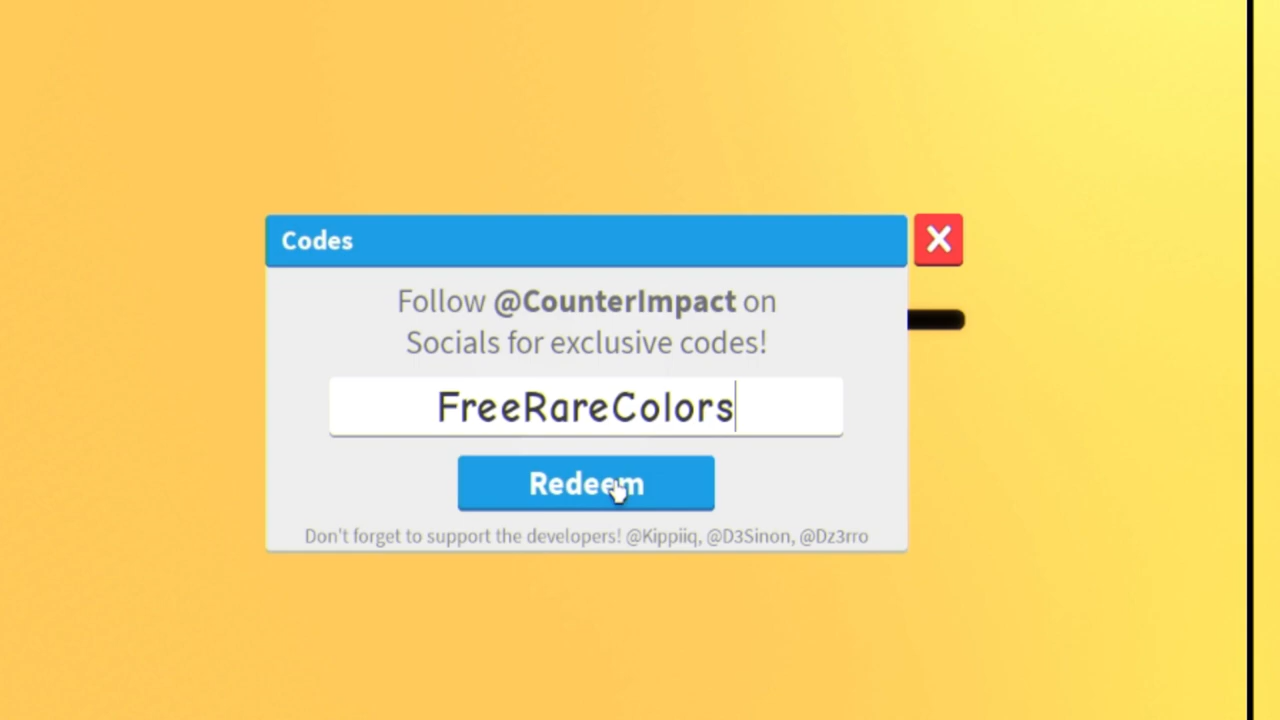 Codes
Follow @CounterImpact on
Socials for exclusive codes!
FreeRareColors
Redeem
Don't forget to support the developers! @Kippiiq, @D3Sinon, @Dz3rro